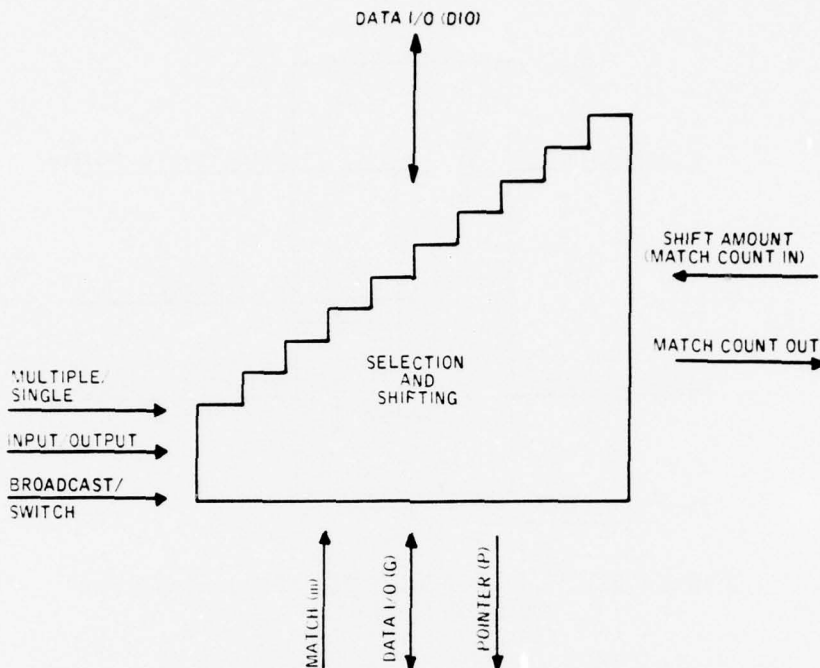 DATA I/O (DIO)
SHIFT AMOUNT
(MATCH COUNT IN)
MATCH COUNT OUT
SELECTION
AND
SHIFTING
MULTIPLE/
SINGLE
INPUT/OUTPUT
BROADCAST/
SWITCH
MATCH (m)
DATA I/O (G)
POINTER (P)